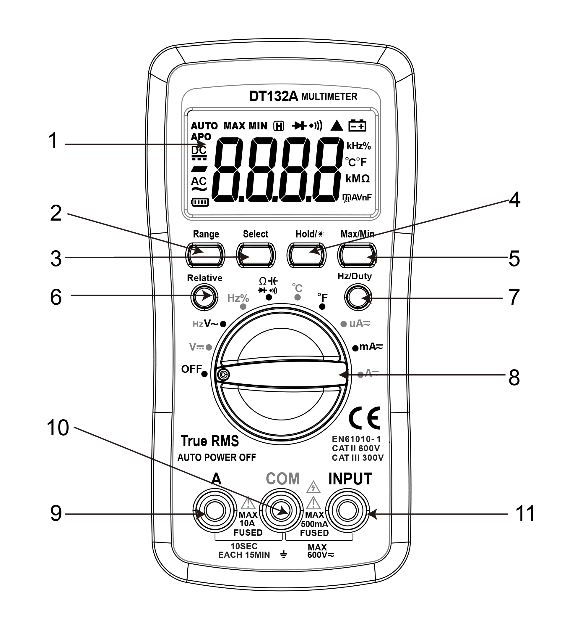 DT132A MULTIMETER
AUTO MAX MIN H
APO
DC
AC
8.8.8.8
kHz%
°C°F
kMΩ
mµAVnF
1
2
3
4
5
6
7
8
9
10
11
Range Select Hold/☀ Max/Min
Relative Hz/Duty
Hz% Ω °C °F
HzV~ uA≂
V⎓ mA≂
OFF A≂
True RMS
AUTO POWER OFF
CE
EN61010-1
CAT II 600V
CAT III 300V
A COM INPUT
MAX
10A
FUSED
MAX
500mA
FUSED
10SEC
EACH 15MIN
MAX
600V≂